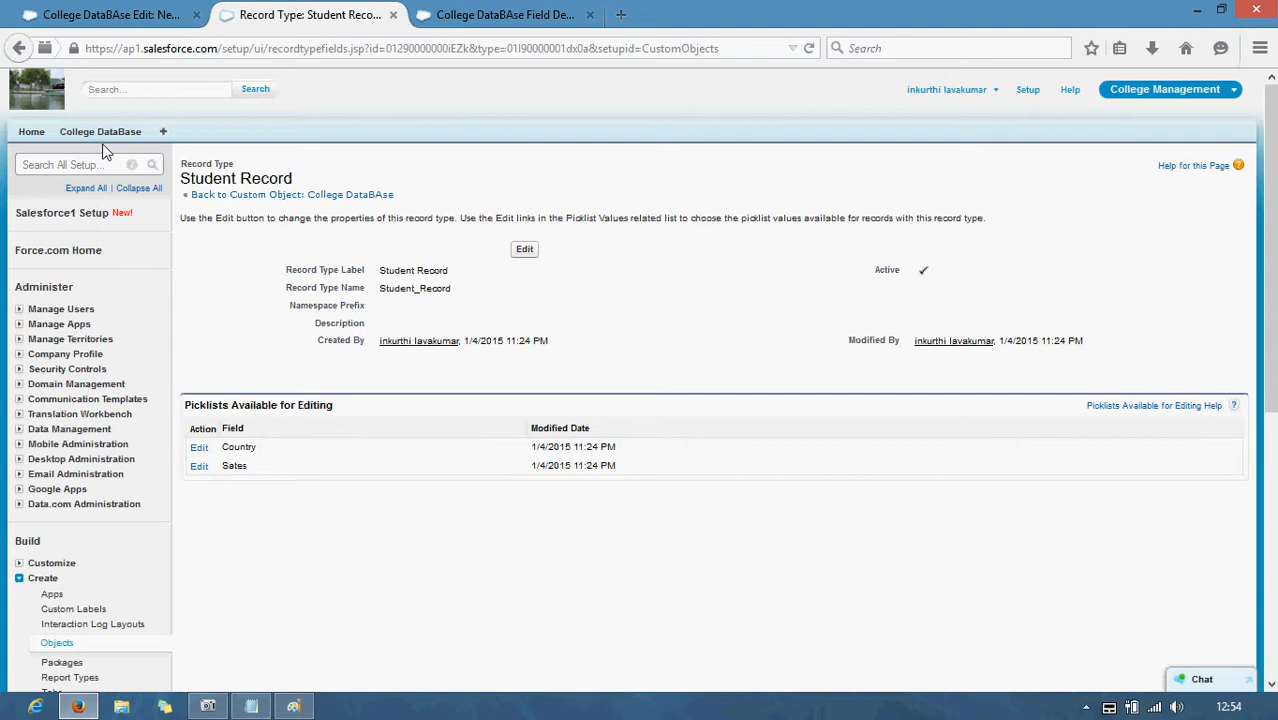 College DataBAse Edit: Ne... ×
Record Type: Student Reco... ×
College DataBAse Field De... ×
https://ap1.salesforce.com/setup/ui/recordtypefields.jsp?id=01290000000iEZk&type=01I90000001dx0a&setupid=CustomObjects
Search
Search...
Search
inkurthi lavakumar
Setup
Help
College Management
Home
College DataBase
Search All Setup...
Expand All | Collapse All
Salesforce1 Setup New!
Force.com Home
Administer
Manage Users
Manage Apps
Manage Territories
Company Profile
Security Controls
Domain Management
Communication Templates
Translation Workbench
Data Management
Mobile Administration
Desktop Administration
Email Administration
Google Apps
Data.com Administration
Build
Customize
Create
Apps
Custom Labels
Interaction Log Layouts
Objects
Packages
Report Types
Record Type
Student Record
« Back to Custom Object: College DataBAse
Help for this Page ?
Use the Edit button to change the properties of this record type. Use the Edit links in the Picklist Values related list to choose the picklist values available for records with this record type.
Edit
Record Type Label Student Record Active ✓
Record Type Name Student_Record
Namespace Prefix
Description
Created By inkurthi lavakumar, 1/4/2015 11:24 PM Modified By inkurthi lavakumar, 1/4/2015 11:24 PM
Picklists Available for Editing Picklists Available for Editing Help ?
Action Field Modified Date
Edit Country 1/4/2015 11:24 PM
Edit Sates 1/4/2015 11:24 PM
Chat
12:54